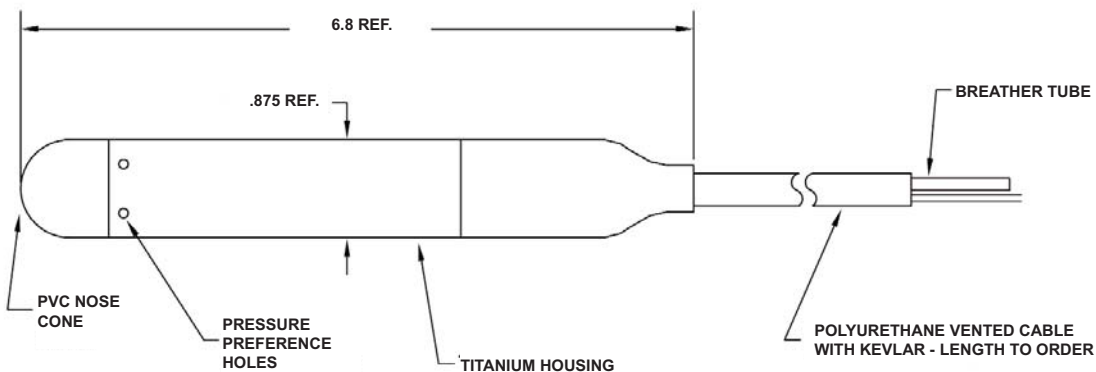 6.8 REF.
.875 REF.
BREATHER TUBE
PVC NOSE
CONE
PRESSURE
PREFERENCE
HOLES
TITANIUM HOUSING
POLYURETHANE VENTED CABLE
WITH KEVLAR - LENGTH TO ORDER